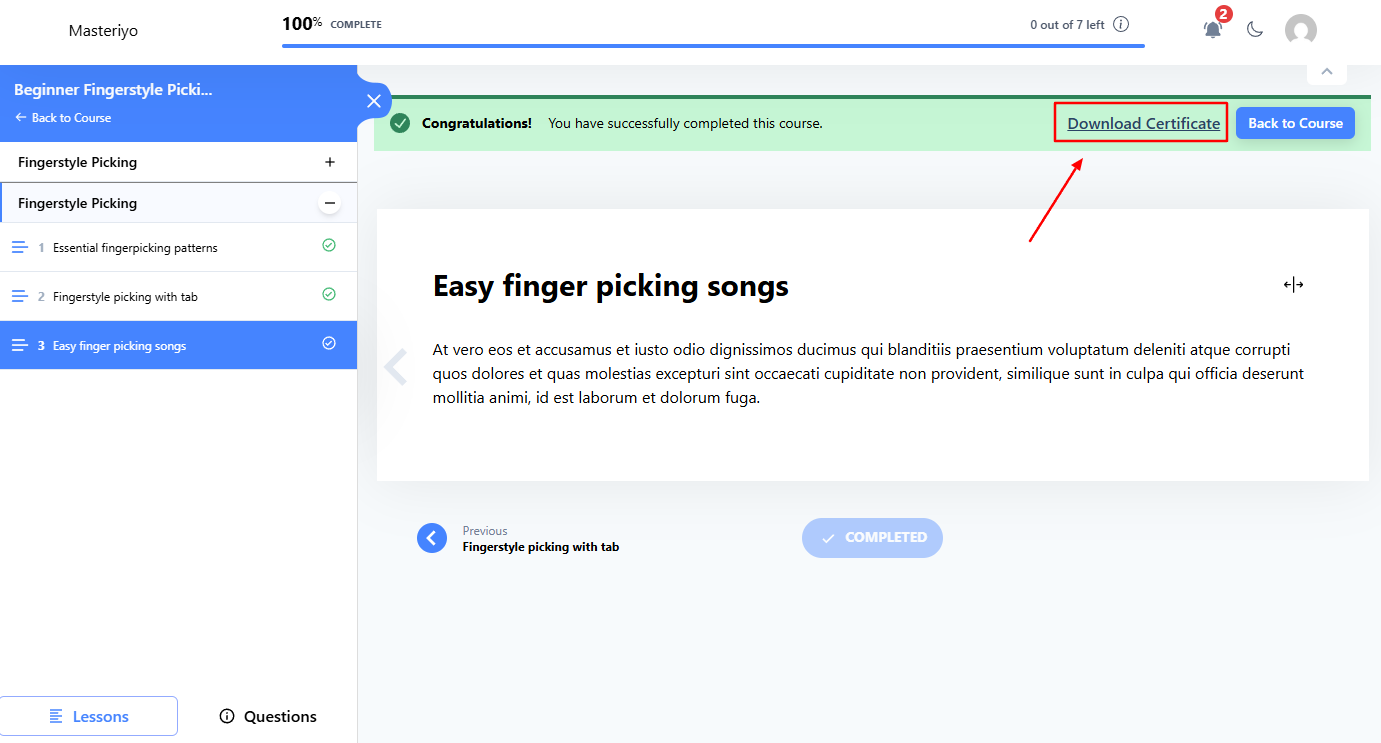 Masteriyo
100% COMPLETE
0 out of 7 left
2
Beginner Fingerstyle Picki...
Back to Course
Congratulations! You have successfully completed this course.
Download Certificate
Back to Course
Fingerstyle Picking
Fingerstyle Picking
1 Essential fingerpicking patterns
2 Fingerstyle picking with tab
3 Easy finger picking songs
Easy finger picking songs
At vero eos et accusamus et iusto odio dignissimos ducimus qui blanditiis praesentium voluptatum deleniti atque corrupti
quos dolores et quas molestias excepturi sint occaecati cupiditate non provident, similique sunt in culpa qui officia deserunt
mollitia animi, id est laborum et dolorum fuga.
Previous
Fingerstyle picking with tab
COMPLETED
Lessons
Questions